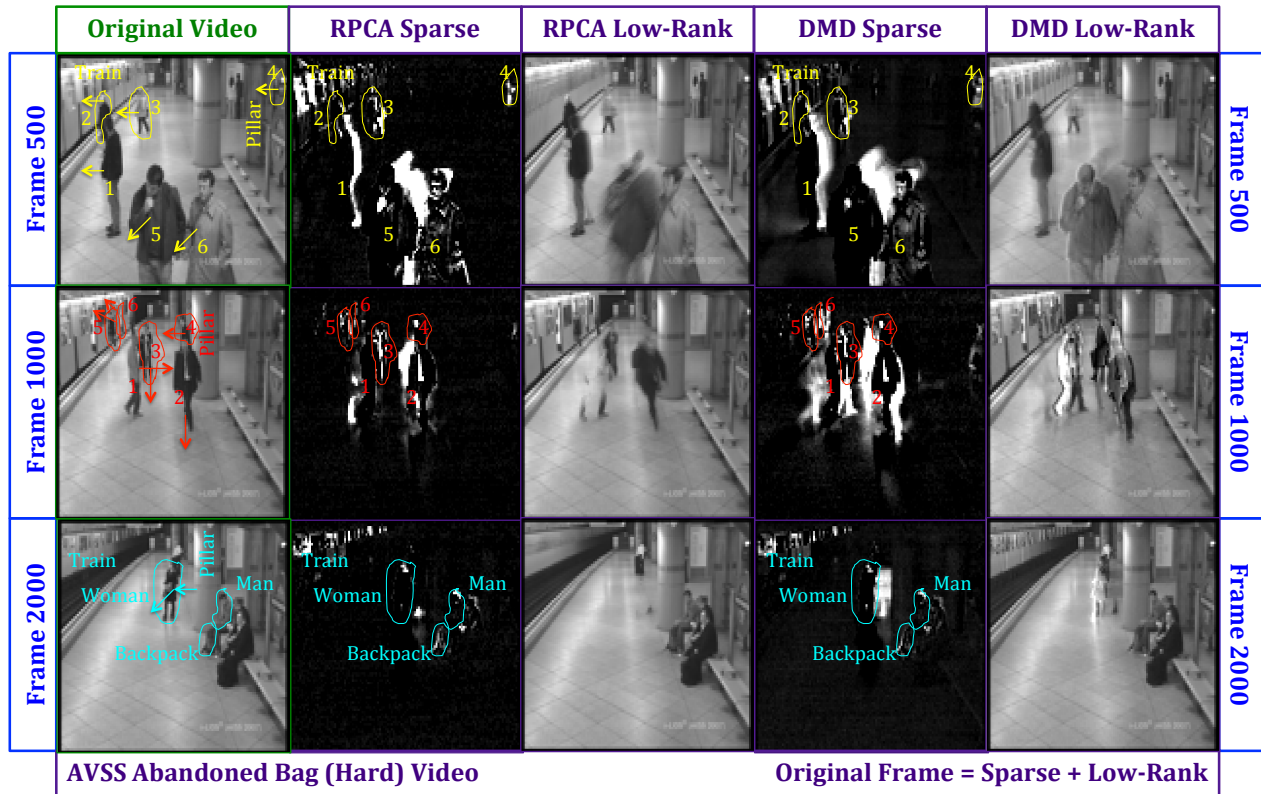 Original Video
RPCA Sparse
RPCA Low-Rank
DMD Sparse
DMD Low-Rank
Frame 500
Train
2
3
4
Pillar
1
5
6
Train
2
3
4
1
5
6
Train
2
3
4
1
5
6
Frame 500
Frame 1000
5
6
3
4
Pillar
1
2
5
6
3
4
1
2
5
6
3
4
1
2
Frame 1000
Frame 2000
Train
Pillar
Woman
Man
Backpack
Train
Woman
Man
Backpack
Train
Woman
Man
Backpack
Frame 2000
AVSS Abandoned Bag (Hard) Video
Original Frame = Sparse + Low-Rank